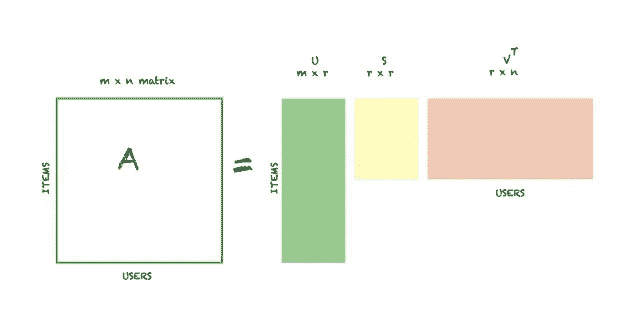 m x n matrix
A
ITEMS
USERS
=
U
m x r
ITEMS
S
r x r
V^T
r x n
USERS